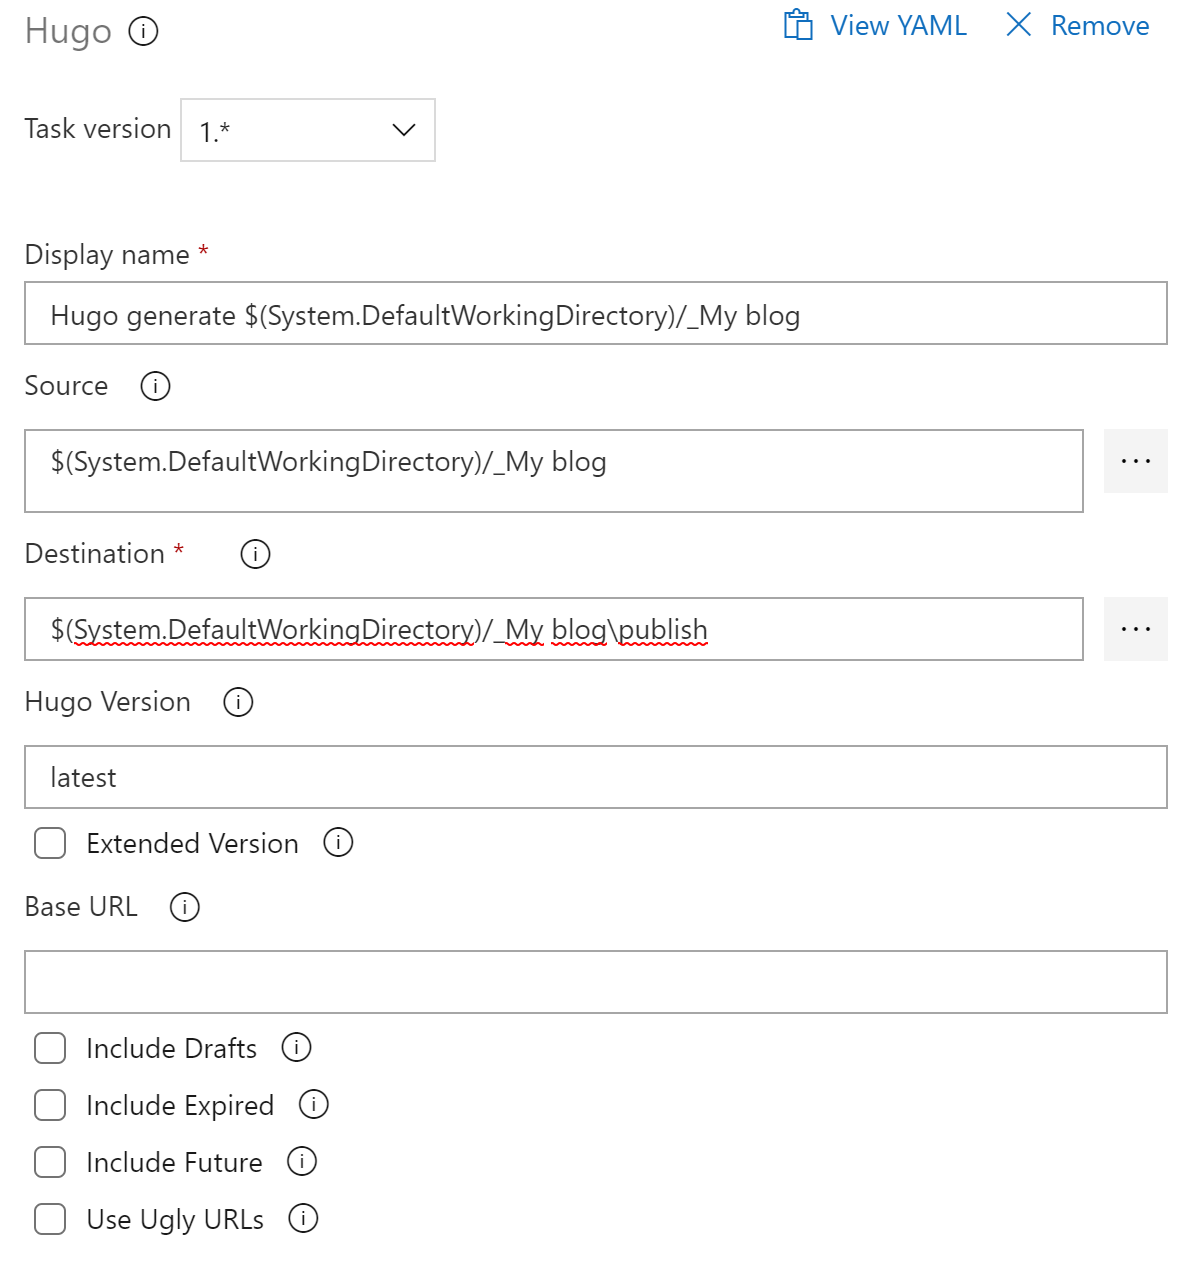 Hugo View YAML Remove
Task version 1.*
Display name *
Hugo generate $(System.DefaultWorkingDirectory)/_My blog
Source
$(System.DefaultWorkingDirectory)/_My blog
...
Destination *
$(System.DefaultWorkingDirectory)/_My blog\publish
...
Hugo Version
latest
Extended Version
Base URL
Include Drafts
Include Expired
Include Future
Use Ugly URLs